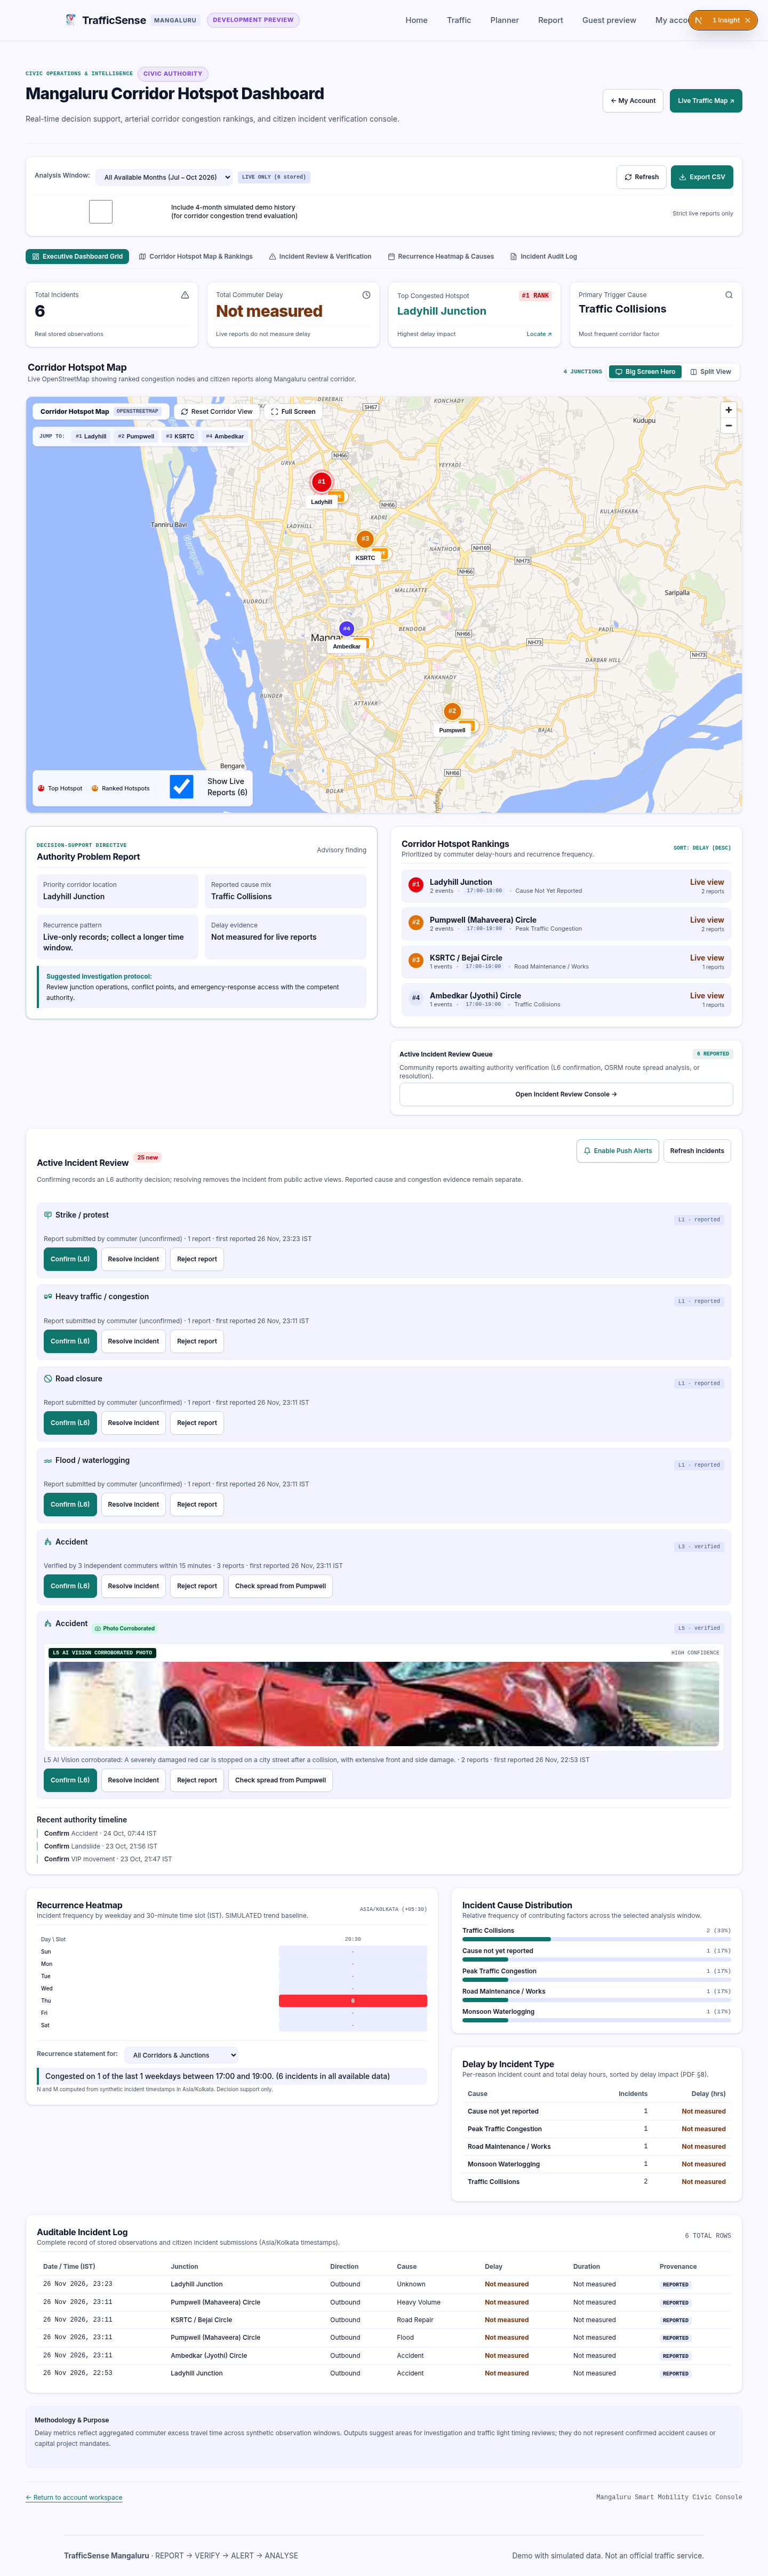 TrafficSense MANGALURU DEVELOPMENT PREVIEW
Home Traffic Planner Report Guest preview
1 Insight
CIVIC OPERATIONS & INTELLIGENCE CIVIC AUTHORITY
Mangaluru Corridor Hotspot Dashboard
Real-time decision support, arterial corridor congestion rankings, and citizen incident verification console.
← My Account Live Traffic Map ↗
Analysis Window: All Available Months (Jul – Oct 2026) LIVE ONLY (6 stored) Refresh Export CSV
Include 4-month simulated demo history
(for corridor congestion trend evaluation)
Strict live reports only
Executive Dashboard Grid Corridor Hotspot Map & Rankings Incident Review & Verification Recurrence Heatmap & Causes Incident Audit Log
Total Incidents
6
Real stored observations
Total Commuter Delay
Not measured
Live reports do not measure delay
Top Congested Hotspot #1 RANK
Ladyhill Junction
Highest delay impact Locate ↗
Primary Trigger Cause
Traffic Collisions
Most frequent corridor factor
Corridor Hotspot Map
Live OpenStreetMap showing ranked congestion nodes and citizen reports along Mangaluru central corridor.
4 JUNCTIONS Big Screen Hero Split View
Corridor Hotspot Map OPENSTREETMAP Reset Corridor View Full Screen
JUMP TO: #1 Ladyhill #2 Pumpwell #3 KSRTC #4 Ambedkar
+
−
DEREBAIL
SH67
KONCHADY
Kudupu
NH66
URVA
YEYYADI
#1
Ladyhill
NH66
KADRI
KULASHEKARA
Tanniru Bavi
LADYHILL
#3
KSRTC
NANTHOOR
NH169
NH73
NH66
MALLIKATTE
Saripalla
KUDROLI
#4
BENDOOR
PADIL
NH66
NH73
Ambedkar
NH73
DARBAR HILL
KANKANADY
ATTAVAR
#2
Pumpwell
BAJAL
Bengare
NH66
BOLAR
Top Hotspot Ranked Hotspots
Show Live
Reports (6)
DECISION-SUPPORT DIRECTIVE
Authority Problem Report
Advisory finding
Priority corridor location
Ladyhill Junction
Reported cause mix
Traffic Collisions
Recurrence pattern
Live-only records; collect a longer time
window.
Delay evidence
Not measured for live reports
Suggested investigation protocol:
Review junction operations, conflict points, and emergency-response access with the competent
authority.
Corridor Hotspot Rankings
Prioritized by commuter delay-hours and recurrence frequency.
SORT: DELAY (DESC)
#1 Ladyhill Junction Live view
2 events · 17:00-19:00 · Cause Not Yet Reported 2 reports
#2 Pumpwell (Mahaveera) Circle Live view
2 events · 17:00-19:00 · Peak Traffic Congestion 2 reports
#3 KSRTC / Bejai Circle Live view
1 events · 17:00-19:00 · Road Maintenance / Works 1 reports
#4 Ambedkar (Jyothi) Circle Live view
1 events · 17:00-19:00 · Traffic Collisions 1 reports
Active Incident Review Queue 6 REPORTED
Community reports awaiting authority verification (L6 confirmation, OSRM route spread analysis, or
resolution).
Open Incident Review Console →
Active Incident Review 25 new
Enable Push Alerts Refresh incidents
Confirming records an L6 authority decision; resolving removes the incident from public active views. Reported cause and congestion evidence remain separate.
Strike / protest L1 · reported
Report submitted by commuter (unconfirmed) · 1 report · first reported 26 Nov, 23:23 IST
Confirm (L6) Resolve incident Reject report
Heavy traffic / congestion L1 · reported
Report submitted by commuter (unconfirmed) · 1 report · first reported 26 Nov, 23:11 IST
Confirm (L6) Resolve incident Reject report
Road closure L1 · reported
Report submitted by commuter (unconfirmed) · 1 report · first reported 26 Nov, 23:11 IST
Confirm (L6) Resolve incident Reject report
Flood / waterlogging L1 · reported
Report submitted by commuter (unconfirmed) · 1 report · first reported 26 Nov, 23:11 IST
Confirm (L6) Resolve incident Reject report
Accident L3 · verified
Verified by 3 independent commuters within 15 minutes · 3 reports · first reported 26 Nov, 23:11 IST
Confirm (L6) Resolve incident Reject report Check spread from Pumpwell
Accident Photo Corroborated L5 · verified
L5 AI VISION CORROBORATED PHOTO HIGH CONFIDENCE
L5 AI Vision corroborated: A severely damaged red car is stopped on a city street after a collision, with extensive front and side damage. · 2 reports · first reported 26 Nov, 22:53 IST
Confirm (L6) Resolve incident Reject report Check spread from Pumpwell
Recent authority timeline
Confirm Accident · 24 Oct, 07:44 IST
Confirm Landslide · 23 Oct, 21:56 IST
Confirm VIP movement · 23 Oct, 21:47 IST
Recurrence Heatmap
Incident frequency by weekday and 30-minute time slot (IST). SIMULATED trend baseline.
ASIA/KOLKATA (+05:30)
Day \ Slot 20:30
Sun -
Mon -
Tue -
Wed -
Thu 6
Fri -
Sat -
Recurrence statement for: All Corridors & Junctions
Congested on 1 of the last 1 weekdays between 17:00 and 19:00. (6 incidents in all available data)
N and M computed from synthetic incident timestamps in Asia/Kolkata. Decision support only.
Incident Cause Distribution
Relative frequency of contributing factors across the selected analysis window.
Traffic Collisions 2 (33%)
Cause not yet reported 1 (17%)
Peak Traffic Congestion 1 (17%)
Road Maintenance / Works 1 (17%)
Monsoon Waterlogging 1 (17%)
Delay by Incident Type
Per-reason incident count and total delay hours, sorted by delay impact (PDF §8).
Cause Incidents Delay (hrs)
Cause not yet reported 1 Not measured
Peak Traffic Congestion 1 Not measured
Road Maintenance / Works 1 Not measured
Monsoon Waterlogging 1 Not measured
Traffic Collisions 2 Not measured
Auditable Incident Log
Complete record of stored observations and citizen incident submissions (Asia/Kolkata timestamps).
6 TOTAL ROWS
Date / Time (IST) Junction Direction Cause Delay Duration Provenance
26 Nov 2026, 23:23 Ladyhill Junction Outbound Unknown Not measured Not measured REPORTED
26 Nov 2026, 23:11 Pumpwell (Mahaveera) Circle Outbound Heavy Volume Not measured Not measured REPORTED
26 Nov 2026, 23:11 KSRTC / Bejai Circle Outbound Road Repair Not measured Not measured REPORTED
26 Nov 2026, 23:11 Pumpwell (Mahaveera) Circle Outbound Flood Not measured Not measured REPORTED
26 Nov 2026, 23:11 Ambedkar (Jyothi) Circle Outbound Accident Not measured Not measured REPORTED
26 Nov 2026, 22:53 Ladyhill Junction Outbound Accident Not measured Not measured REPORTED
Methodology & Purpose
Delay metrics reflect aggregated commuter excess travel time across synthetic observation windows. Outputs suggest areas for investigation and traffic light timing reviews; they do not represent confirmed accident causes or
capital project mandates.
← Return to account workspace
Mangaluru Smart Mobility Civic Console
TrafficSense Mangaluru · REPORT → VERIFY → ALERT → ANALYSE
Demo with simulated data. Not an official traffic service.